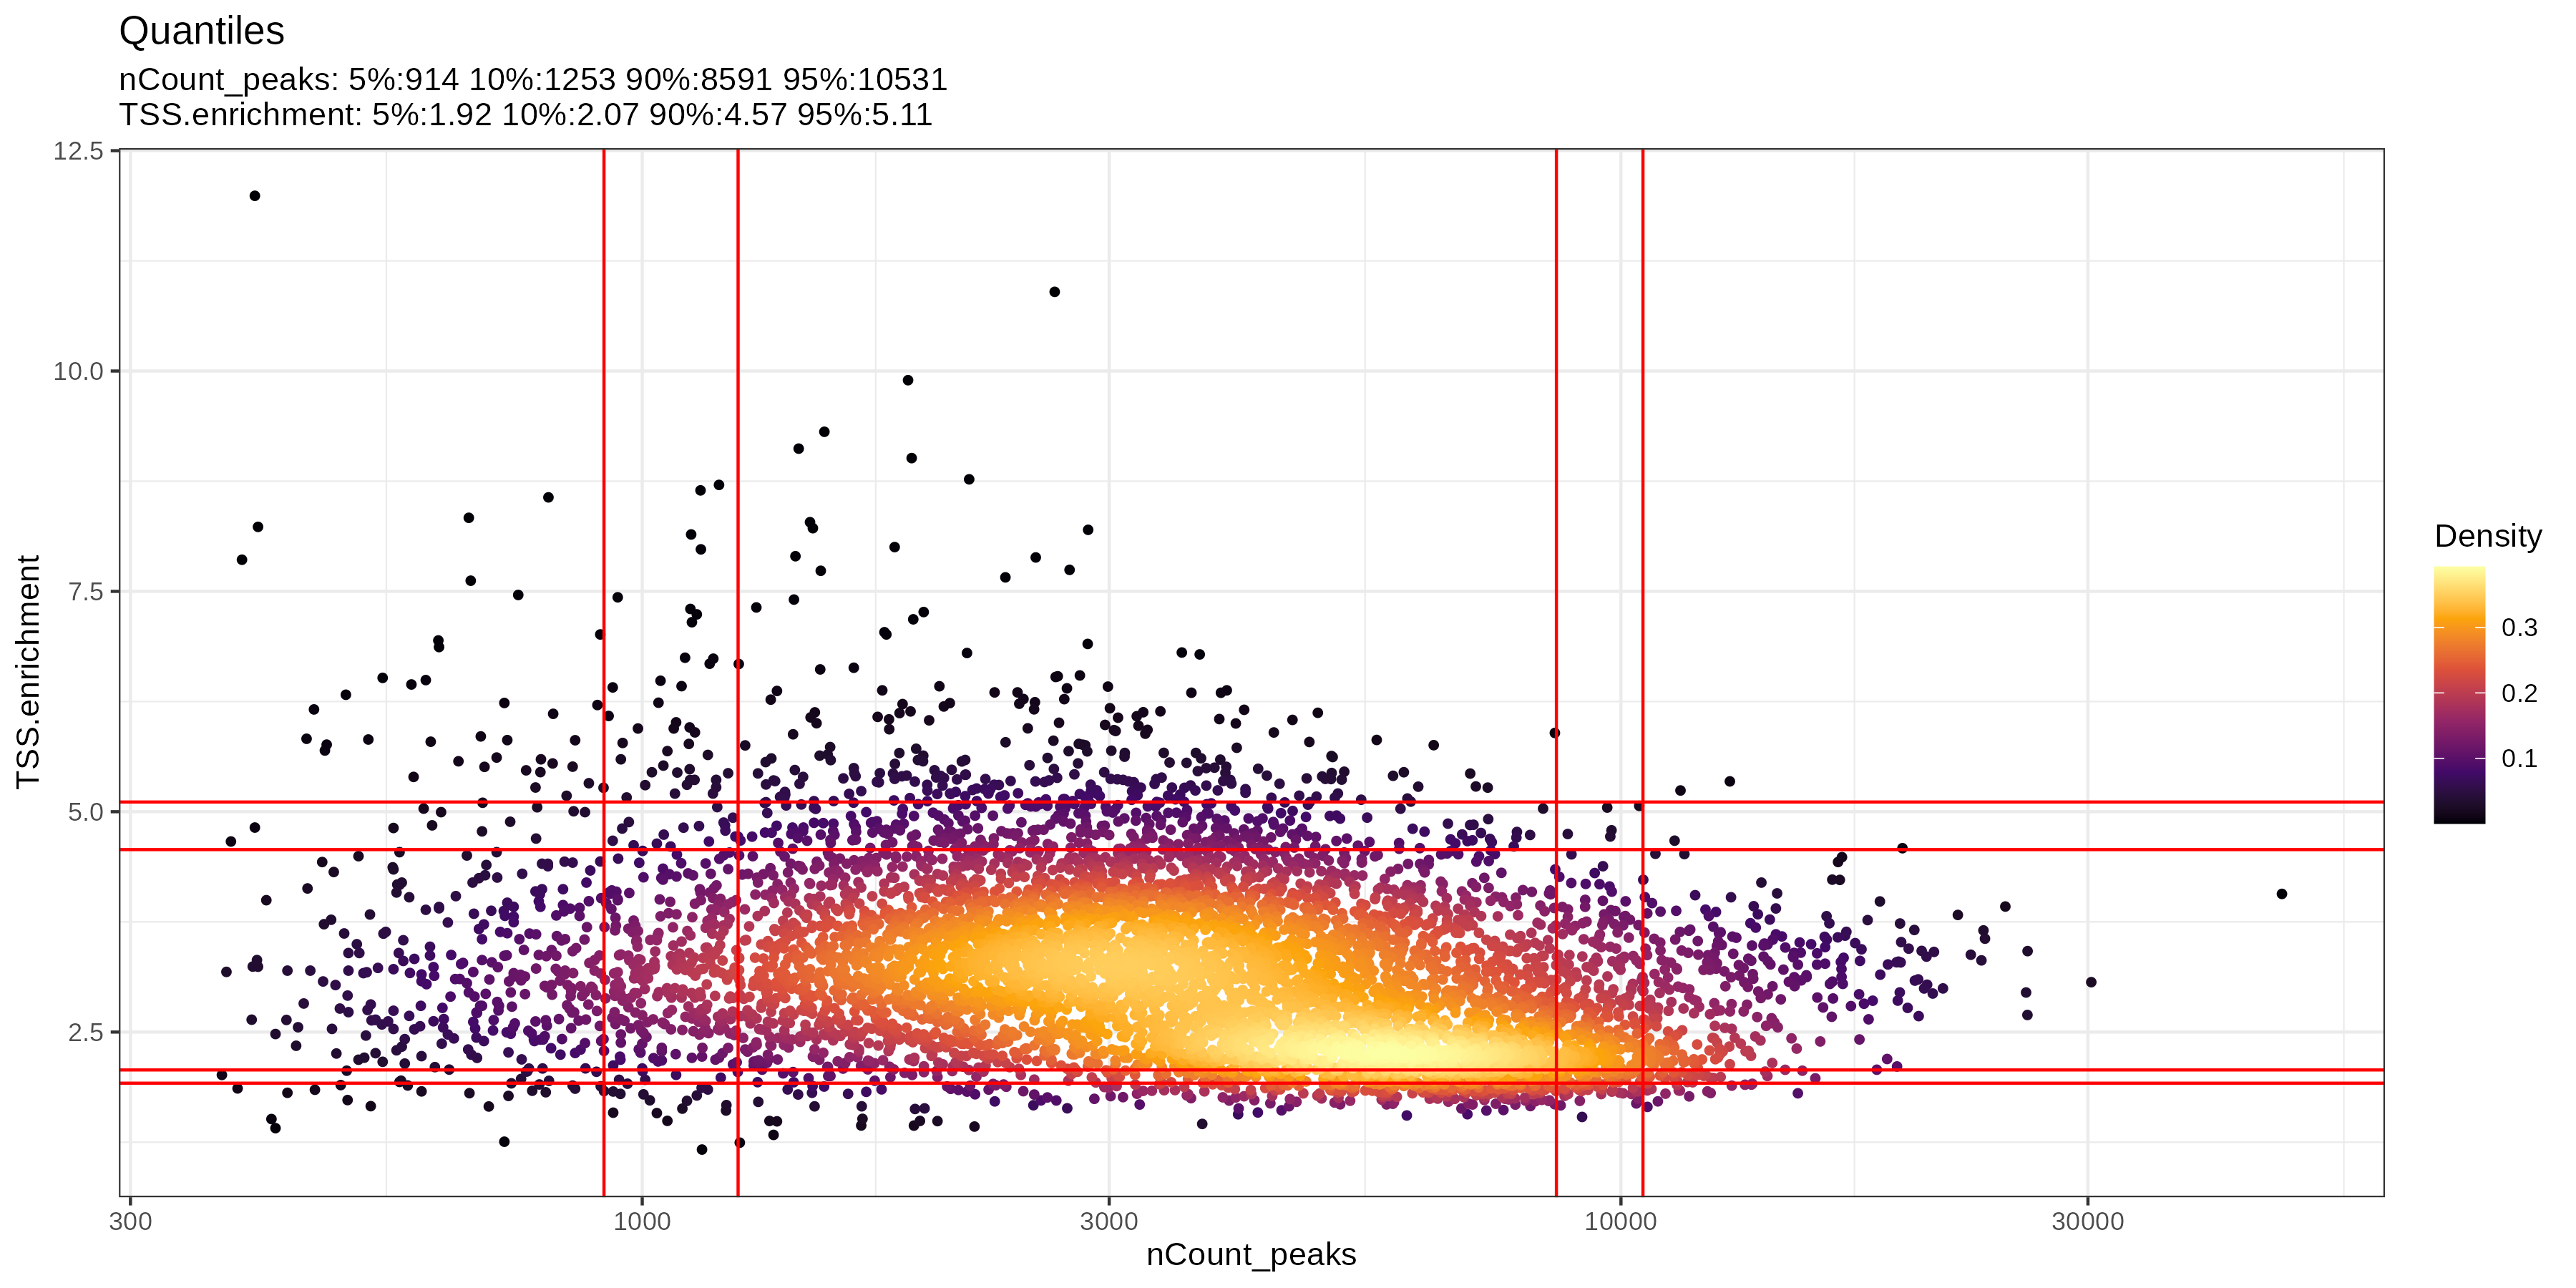 Quantiles
nCount_peaks: 5%:914 10%:1253 90%:8591 95%:10531
TSS.enrichment: 5%:1.92 10%:2.07 90%:4.57 95%:5.11
12.5
10.0
7.5
5.0
2.5
TSS.enrichment
300
1000
3000
10000
30000
nCount_peaks
Density
0.3
0.2
0.1